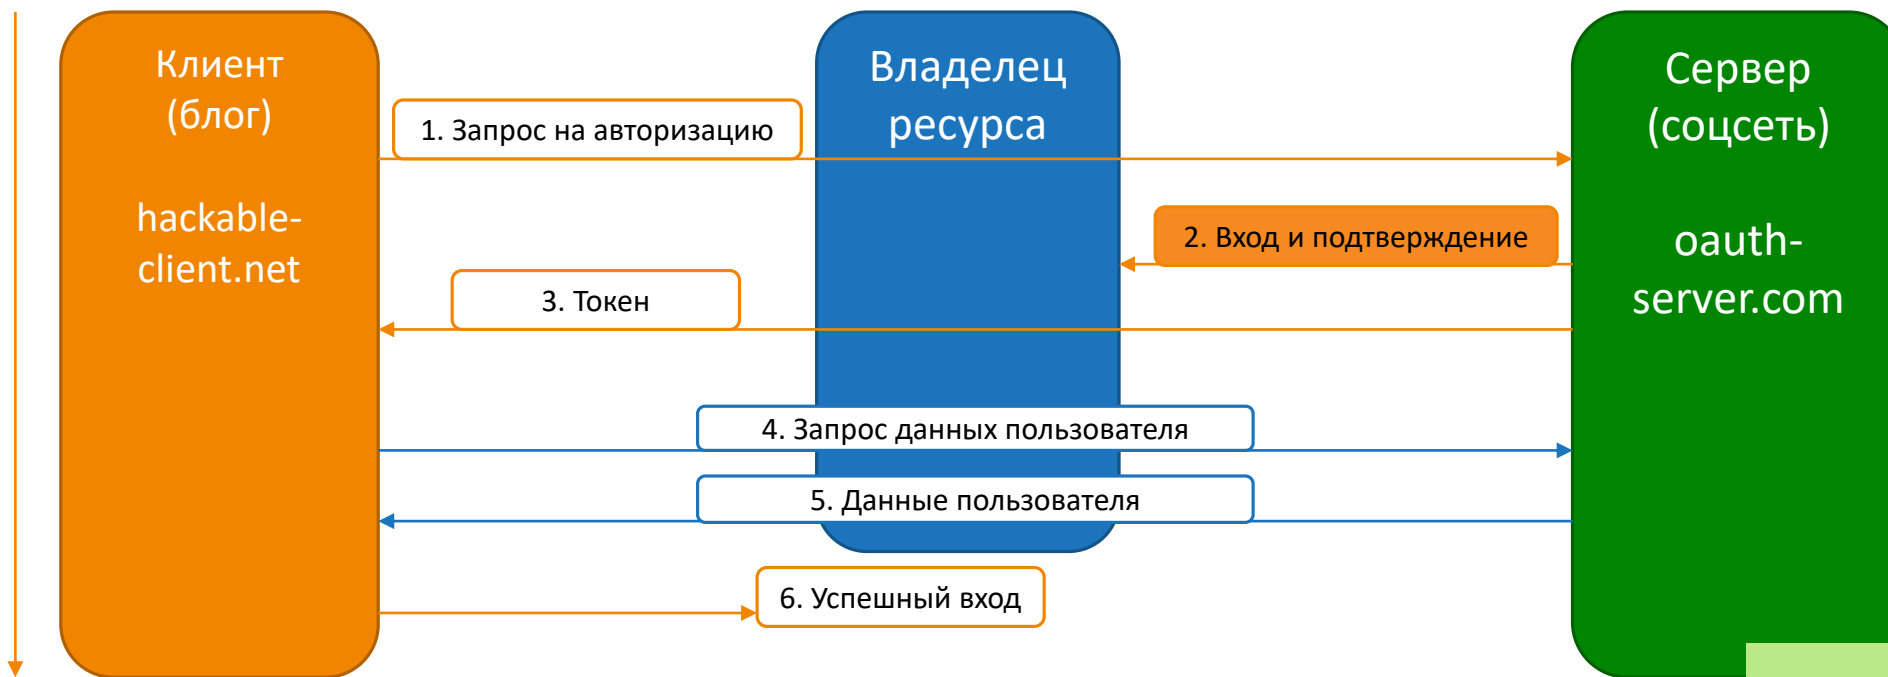 Клиент
(блог)
hackable-
client.net
Владелец
ресурса
Сервер
(соцсеть)
oauth-
server.com
1. Запрос на авторизацию
2. Вход и подтверждение
3. Токен
4. Запрос данных пользователя
5. Данные пользователя
6. Успешный вход